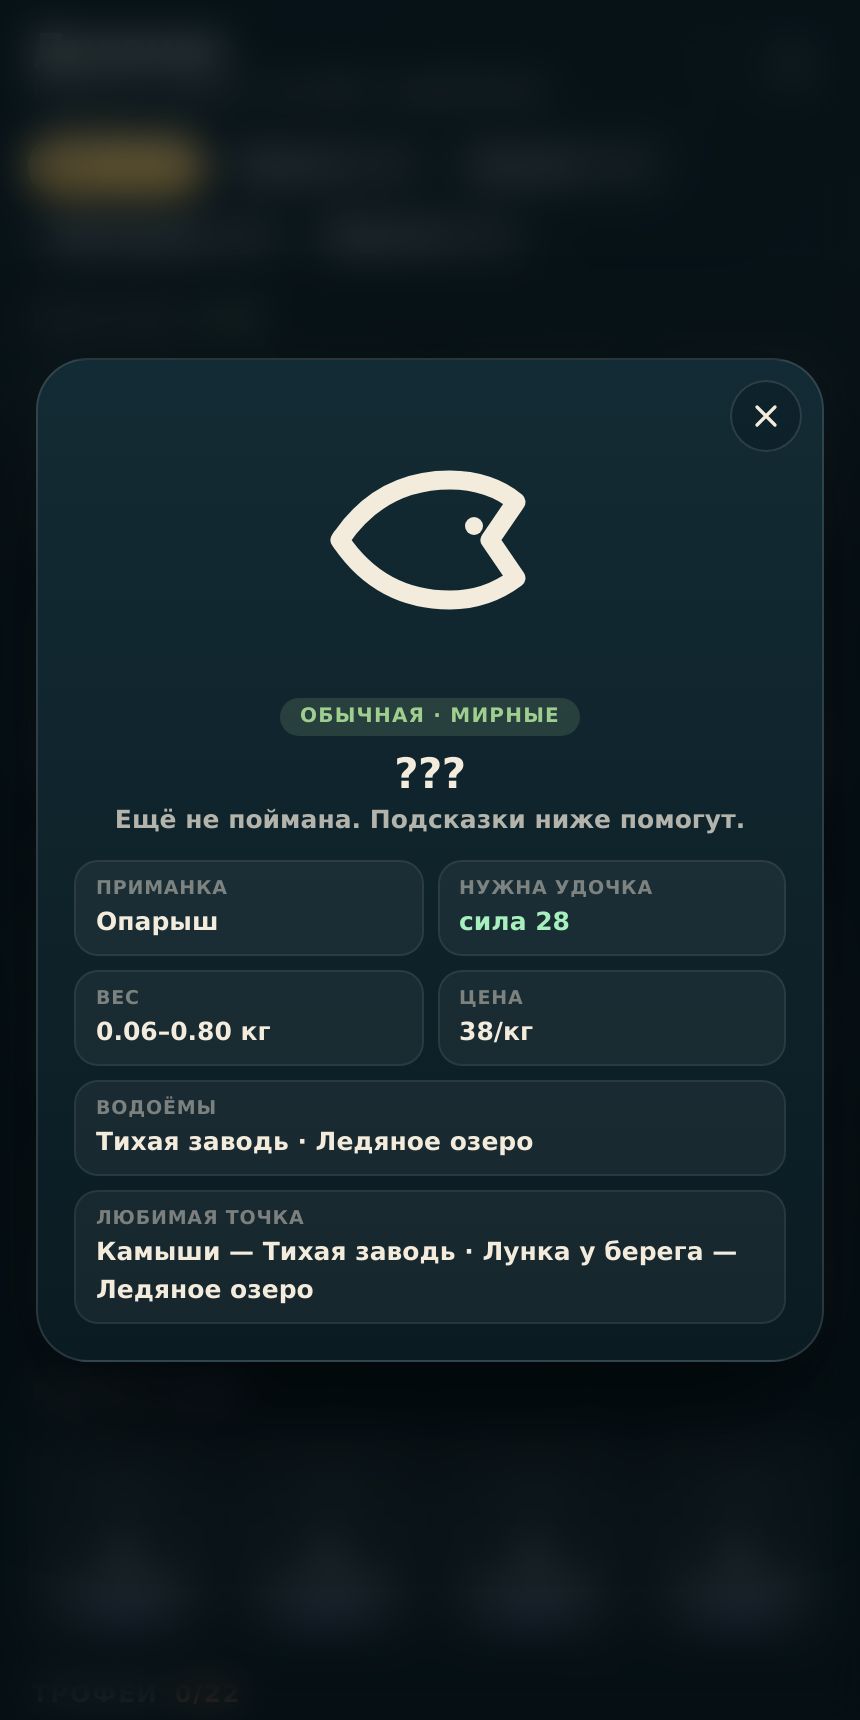 ОБЫЧНАЯ · МИРНЫЕ
???
Ещё не поймана. Подсказки ниже помогут.
ПРИМАНКА
Опарыш
НУЖНА УДОЧКА
сила 28
ВЕС
0.06–0.80 кг
ЦЕНА
38/кг
ВОДОЁМЫ
Тихая заводь · Ледяное озеро
ЛЮБИМАЯ ТОЧКА
Камыши — Тихая заводь · Лунка у берега —
Ледяное озеро
ТРОФЕИ 0/22